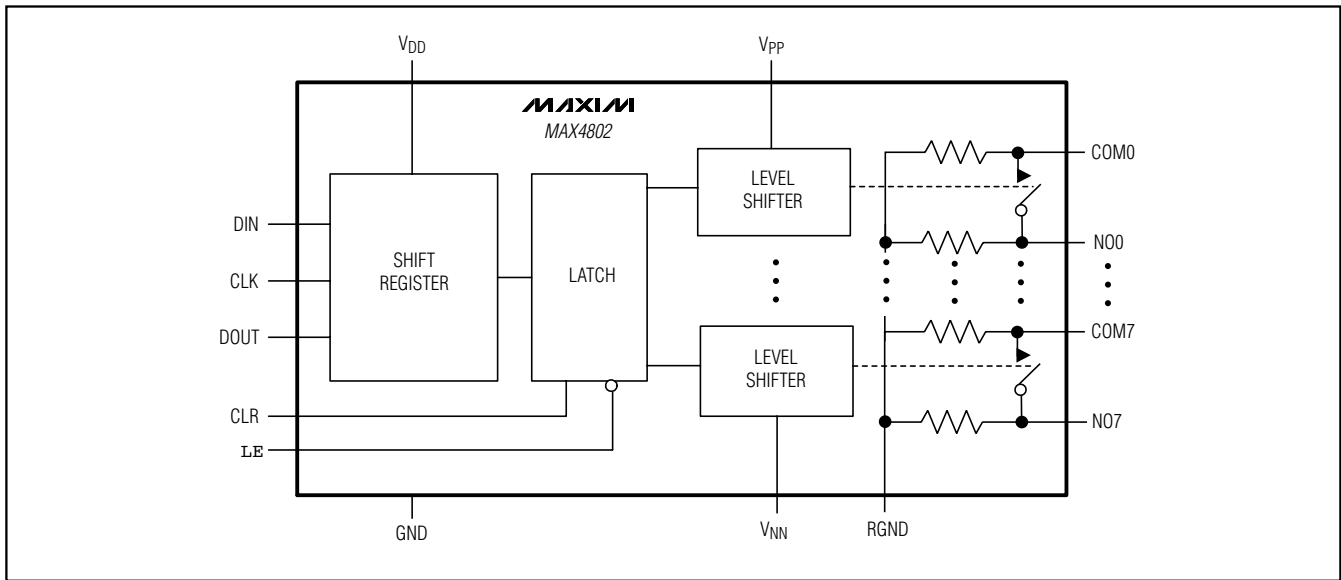 VDD
VPP
MAXIM
MAX4802
COM0
LEVEL
SHIFTER
DIN
NO0
SHIFT
REGISTER
LATCH
CLK
COM7
DOUT
LEVEL
SHIFTER
CLR
NO7
LE
GND
VNN
RGND